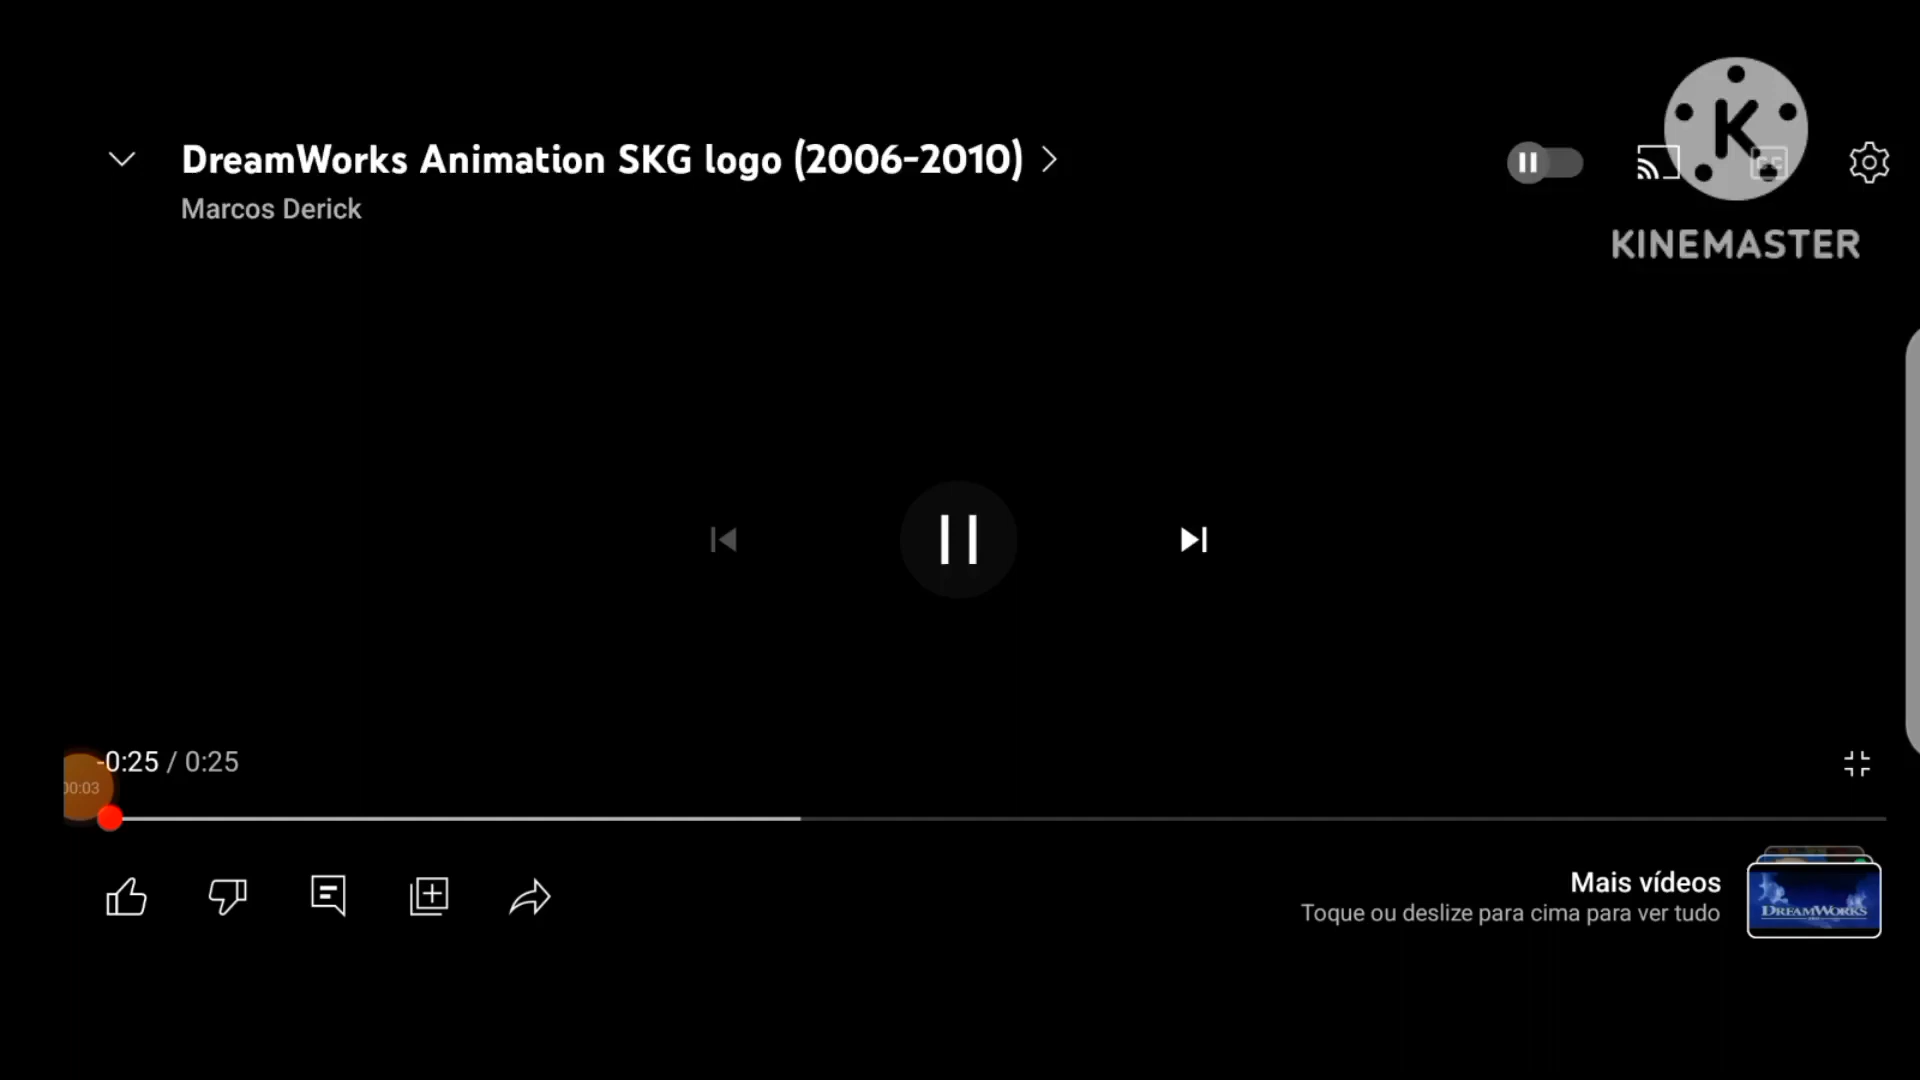 DreamWorks Animation SKG logo (2006-2010)
Marcos Derick
K
CC
KINEMASTER
-0:25 / 0:25
00:03
Mais vídeos
Toque ou deslize para cima para ver tudo
DREAMWORKS